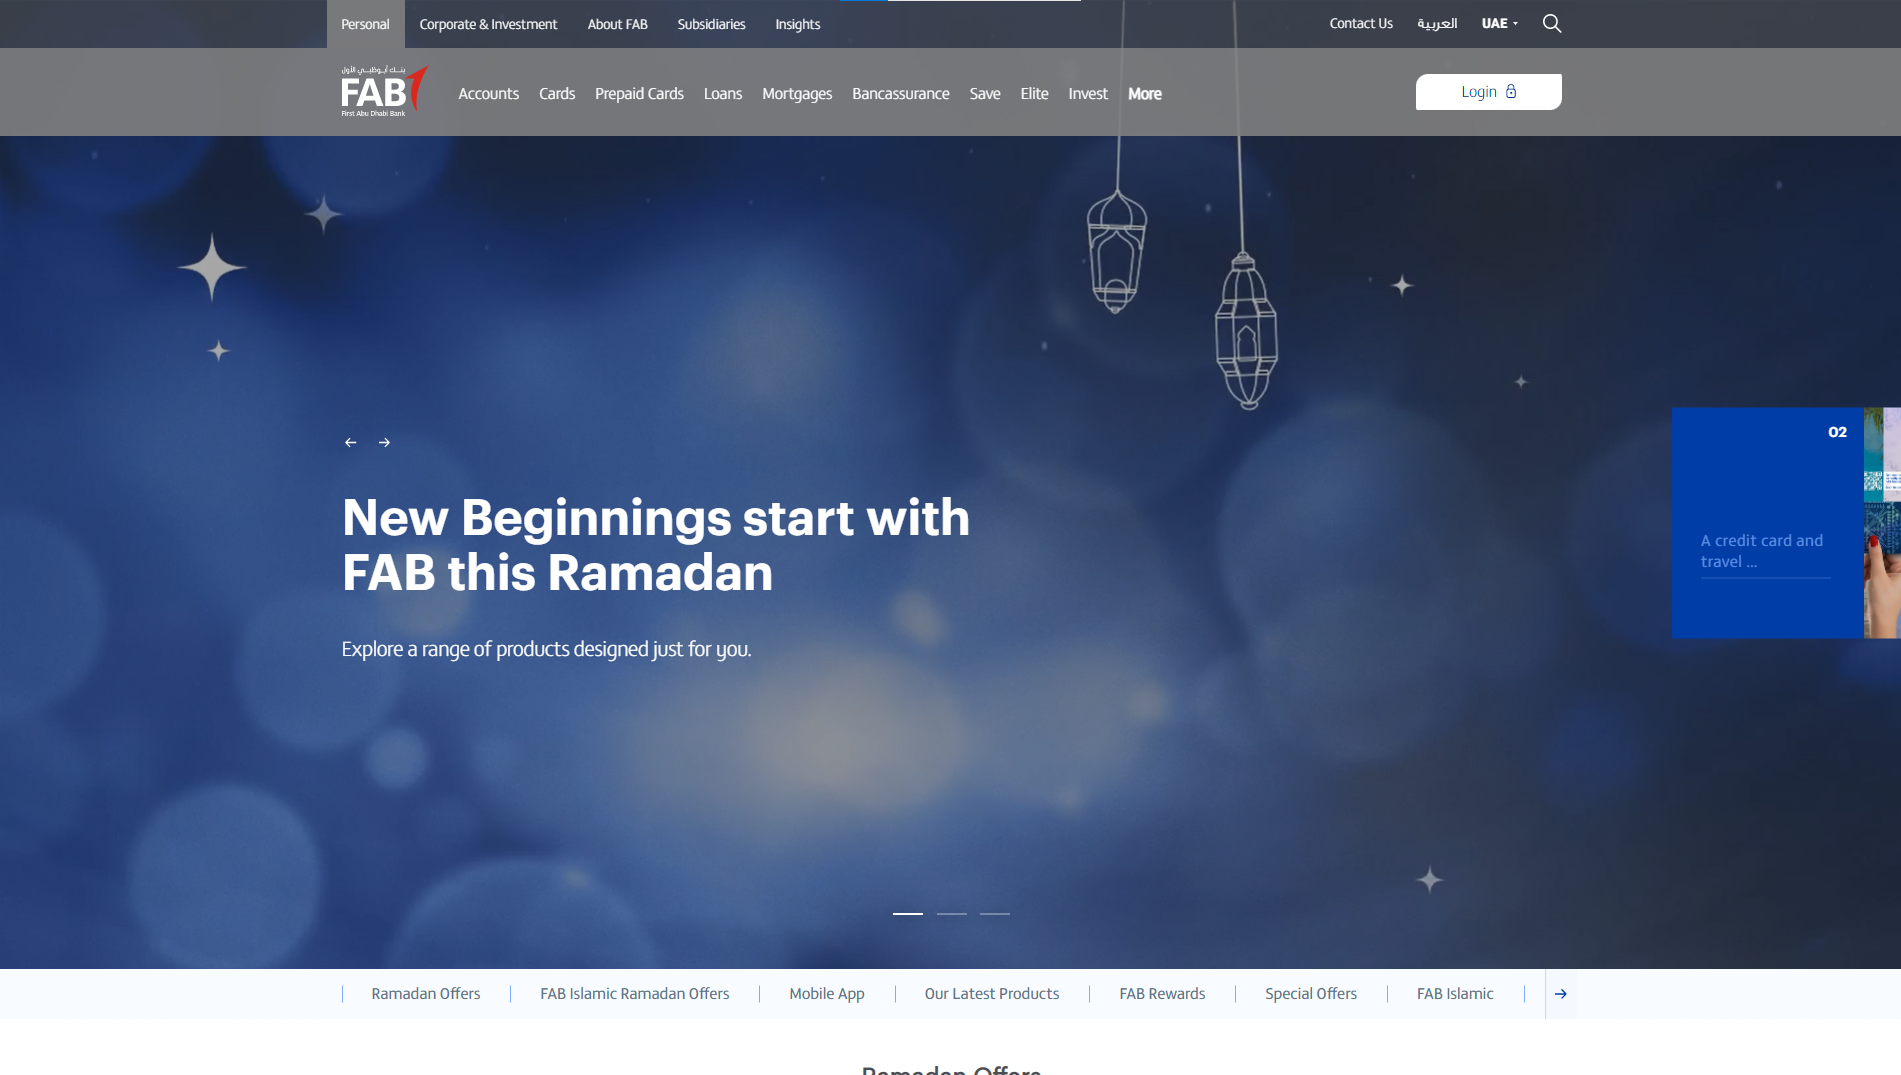 Personal
Corporate & Investment
About FAB
Subsidiaries
Insights
Contact Us
العربية
UAE
بنك أبوظبي الأول
FAB
First Abu Dhabi Bank
Accounts
Cards
Prepaid Cards
Loans
Mortgages
Bancassurance
Save
Elite
Invest
More
Login
02
A credit card and
travel ...
New Beginnings start with
FAB this Ramadan
Explore a range of products designed just for you.
Ramadan Offers
FAB Islamic Ramadan Offers
Mobile App
Our Latest Products
FAB Rewards
Special Offers
FAB Islamic
Ramadan Offers